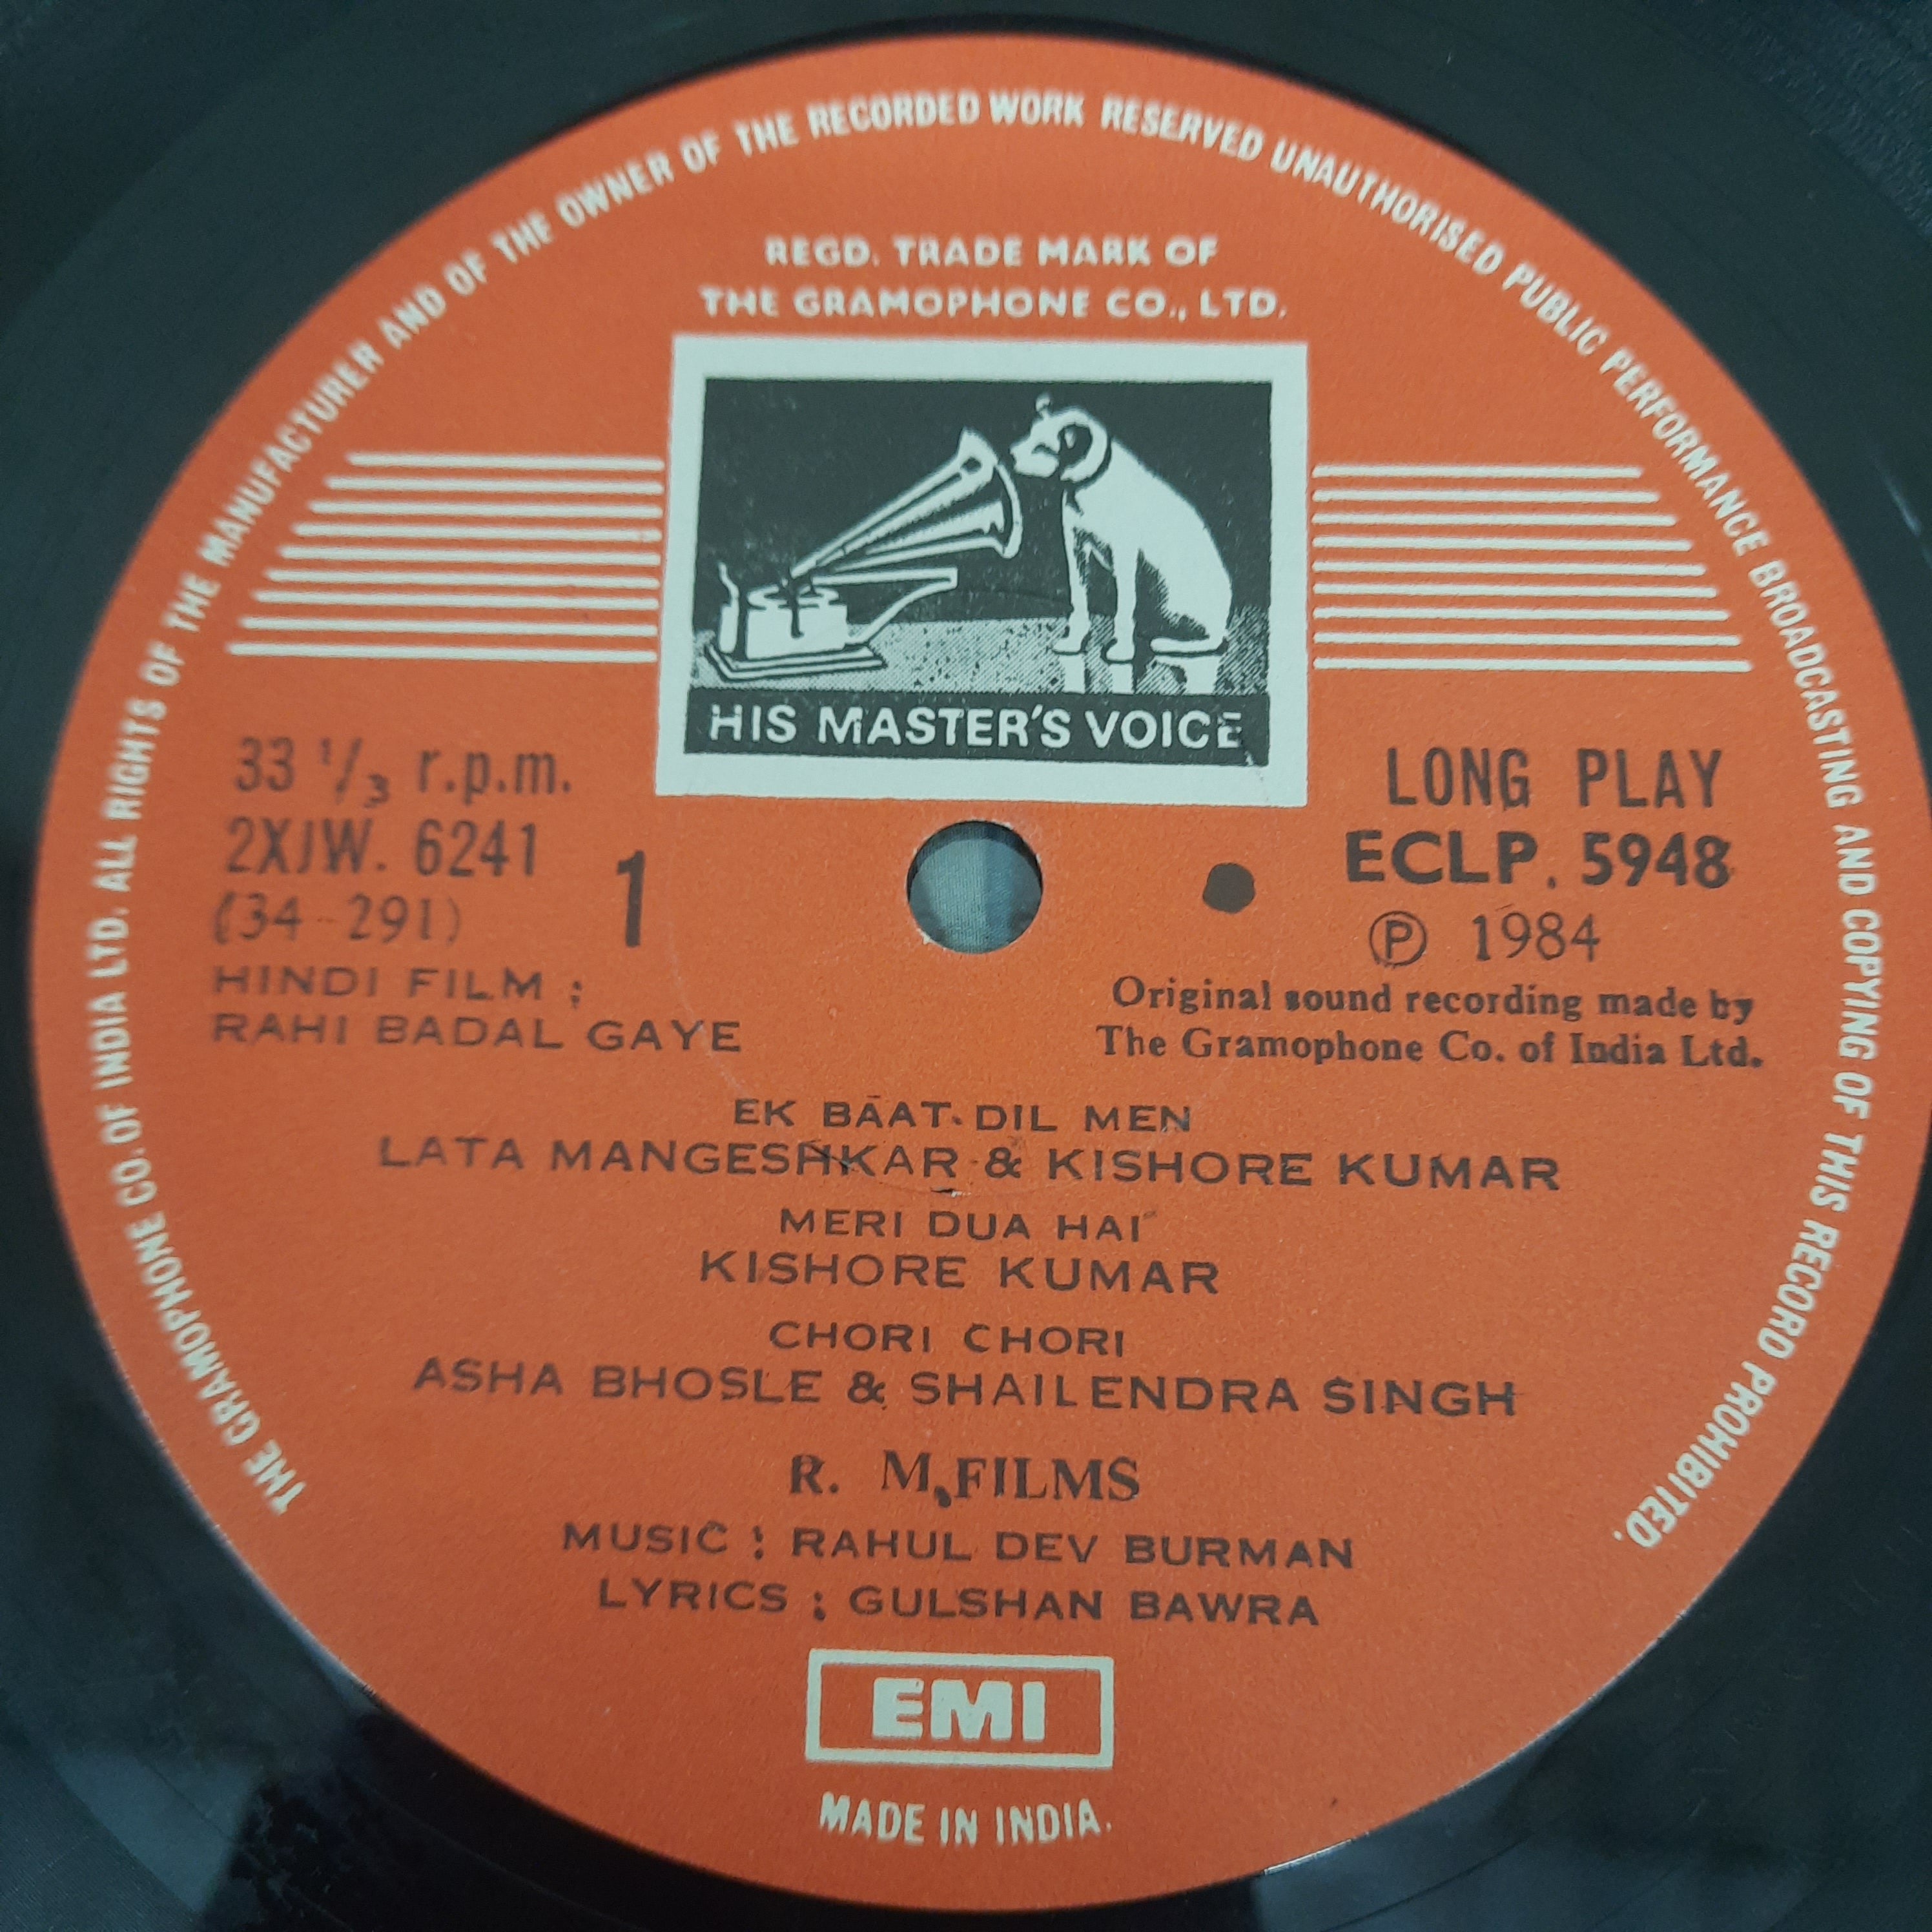 THE GRAMOPHONE CO. OF INDIA LTD. ALL RIGHTS OF THE MANUFACTURER AND OF THE OWNER OF THE RECORDED WORK RESERVED UNAUTHORISED PUBLIC PERFORMANCE BROADCASTING AND COPYING OF THIS RECORD PROHIBITED.
REGD. TRADE MARK OF
THE GRAMOPHONE CO., LTD.
HIS MASTER'S VOICE
33 1/3 r.p.m.
2XJW. 6241
(34-291)
1
HINDI FILM :
RAHI BADAL GAYE
LONG PLAY
ECLP. 5948
Ⓟ 1984
Original sound recording made by
The Gramophone Co. of India Ltd.
EK BAAT DIL MEN
LATA MANGESHKAR & KISHORE KUMAR
MERI DUA HAI
KISHORE KUMAR
CHORI CHORI
ASHA BHOSLE & SHAILENDRA SINGH
R. M. FILMS
MUSIC : RAHUL DEV BURMAN
LYRICS : GULSHAN BAWRA
EMI
MADE IN INDIA.